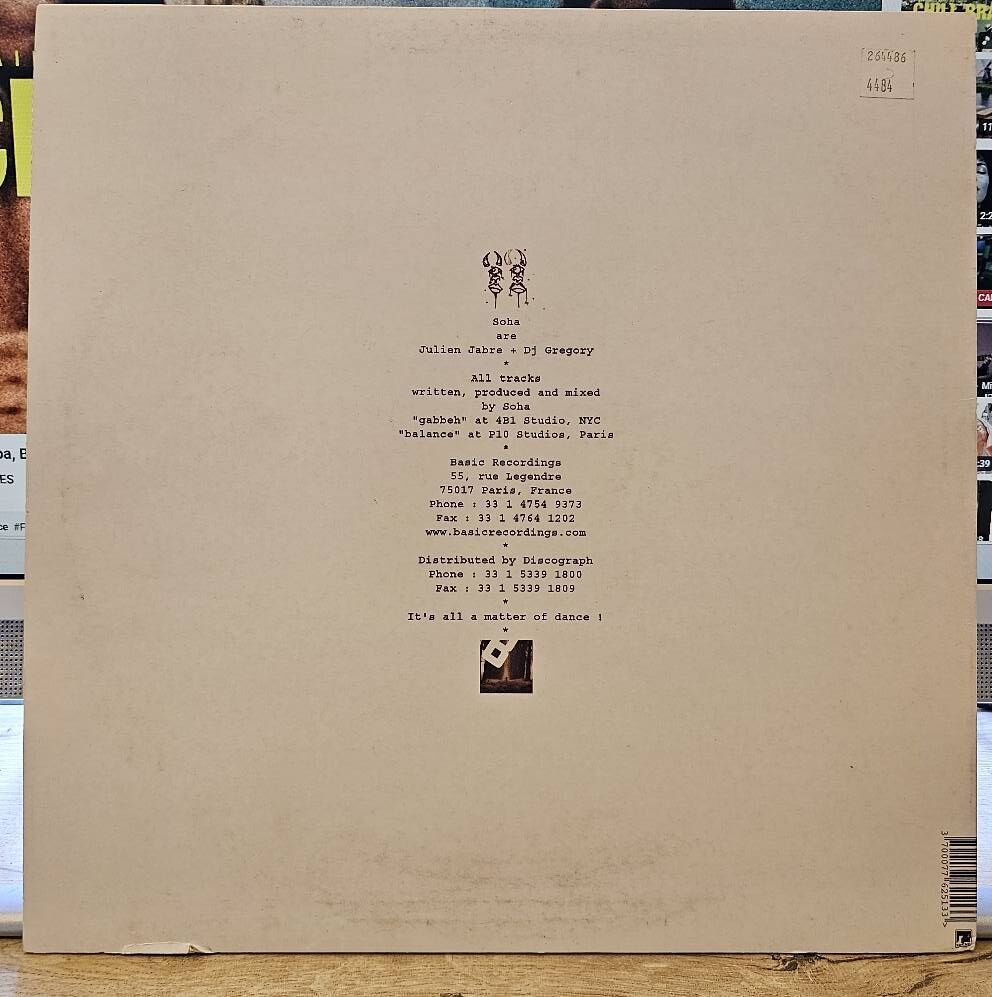 264486
4484
Soha
are
Julien Jabre + Dj Gregory
*
All tracks
written, produced and mixed
by Soha
"gabbeh" at 4B1 Studio, NYC
"balance" at P10 Studios, Paris
*
Basic Recordings
55, rue Legendre
75017 Paris, France
Phone : 33 1 4754 9373
Fax : 33 1 4764 1202
www.basicrecordings.com
*
Distributed by Discograph
Phone : 33 1 5339 1800
Fax : 33 1 5339 1809
*
It's all a matter of dance !
*
3 700077 625133 >